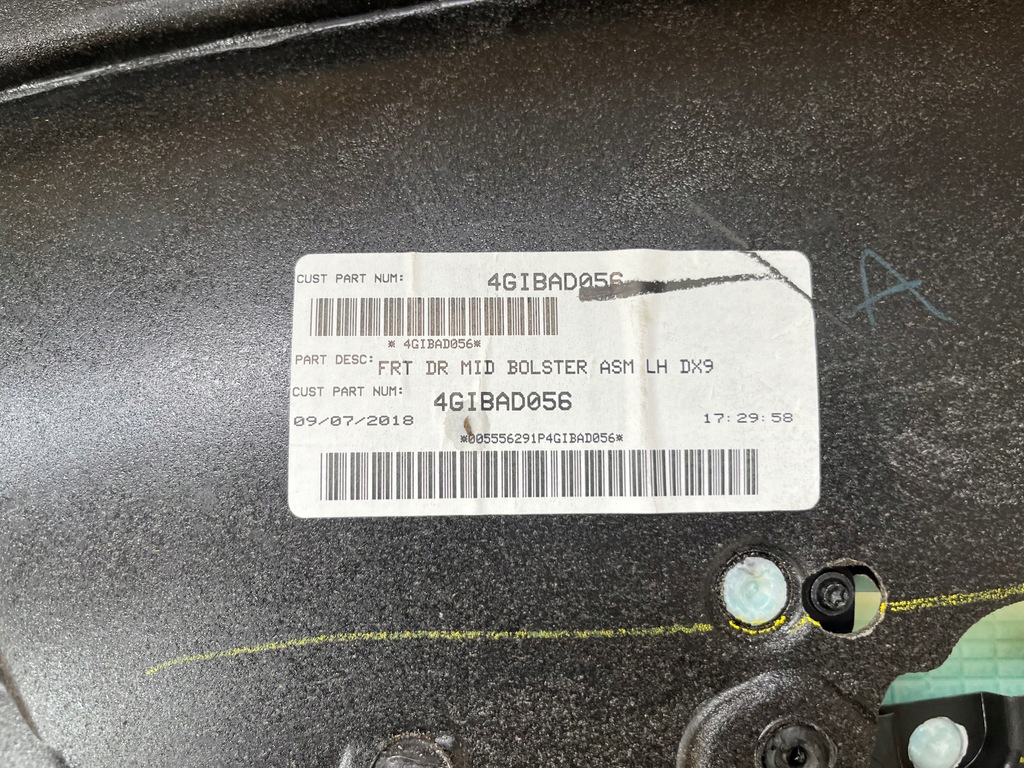 CUST PART NUM: 4GIBAD056
* 4GIBAD056*
PART DESC: FRT DR MID BOLSTER ASM LH DX9
CUST PART NUM: 4GIBAD056
09/07/2018 17:29:58
*005556291P4GIBAD056*
A